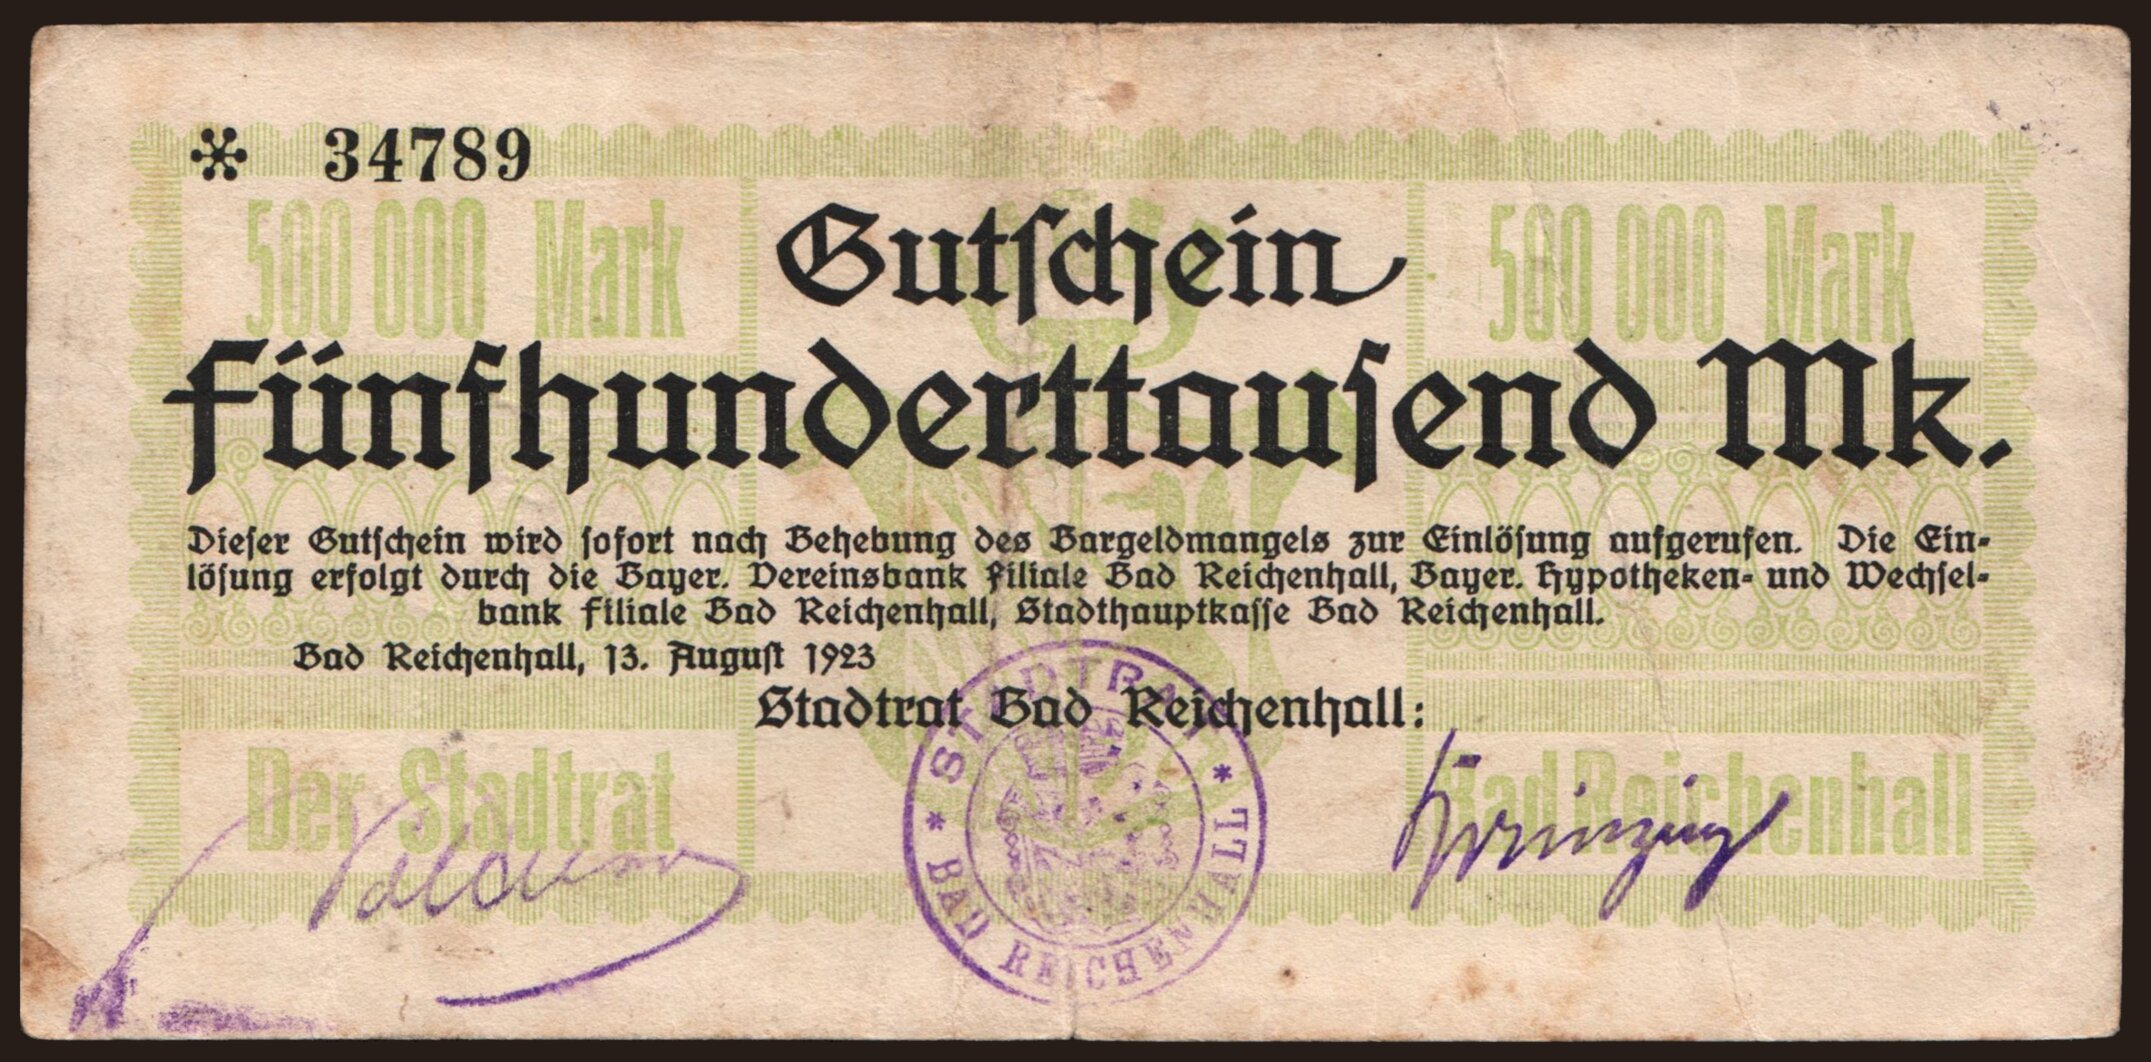 * 34789
500 000 Mark
500 000 Mark
Gutschein
Fünfhunderttausend Mk.
Dieser Gutschein wird sofort nach Behebung des Bargeldmangels zur Einlösung aufgerufen. Die Ein-
lösung erfolgt durch die Bayer. Vereinsbank Filiale Bad Reichenhall, Bayer. Hypotheken- und Wechsel-
bank Filiale Bad Reichenhall, Stadthauptkasse Bad Reichenhall.
Bad Reichenhall, 13. August 1923
Stadtrat Bad Reichenhall:
Der Stadtrat
Bad Reichenhall
* STADTRAT *
BAD REICHENHALL